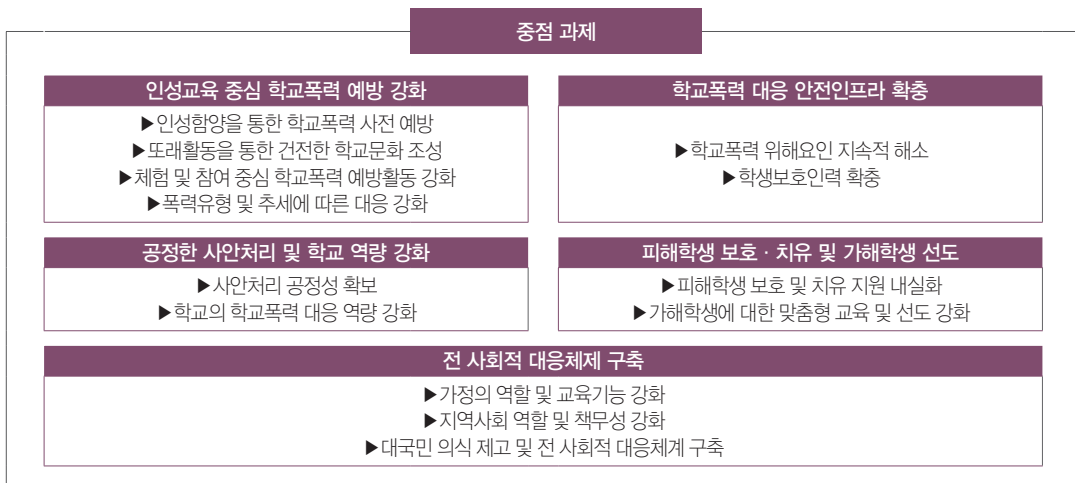 중점 과제
인성교육 중심 학교폭력 예방 강화
▶인성함양을 통한 학교폭력 사전 예방
▶또래활동을 통한 건전한 학교문화 조성
▶체험 및 참여 중심 학교폭력 예방활동 강화
▶폭력유형 및 추세에 따른 대응 강화
학교폭력 대응 안전인프라 확충
▶학교폭력 위해요인 지속적 해소
▶학생보호인력 확충
공정한 사안처리 및 학교 역량 강화
▶사안처리 공정성 확보
▶학교의 학교폭력 대응 역량 강화
피해학생 보호 · 치유 및 가해학생 선도
▶피해학생 보호 및 치유 지원 내실화
▶가해학생에 대한 맞춤형 교육 및 선도 강화
전 사회적 대응체제 구축
▶가정의 역할 및 교육기능 강화
▶지역사회 역할 및 책무성 강화
▶대국민 의식 제고 및 전 사회적 대응체계 구축